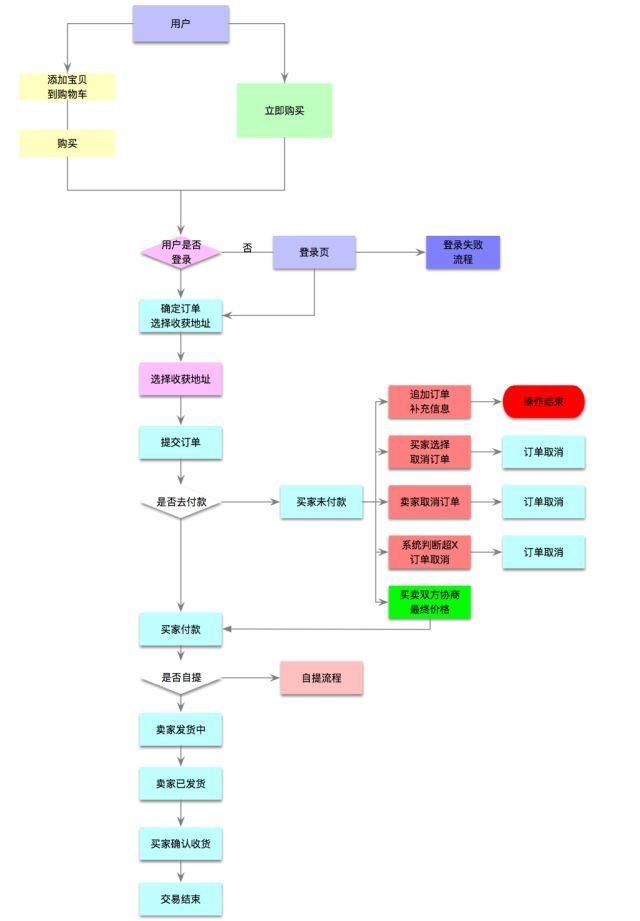 用户
添加宝贝
到购物车
立即购买
购买
用户是否
登录
否
登录页
登录失败
流程
确定订单
选择收获地址
选择收获地址
提交订单
是否去付款
买家未付款
追加订单
补充信息
操作结束
买家选择
取消订单
订单取消
卖家取消订单
订单取消
系统判断超X
订单取消
订单取消
买卖双方协商
最终价格
买家付款
是否自提
自提流程
卖家发货中
卖家已发货
买家确认收货
交易结束